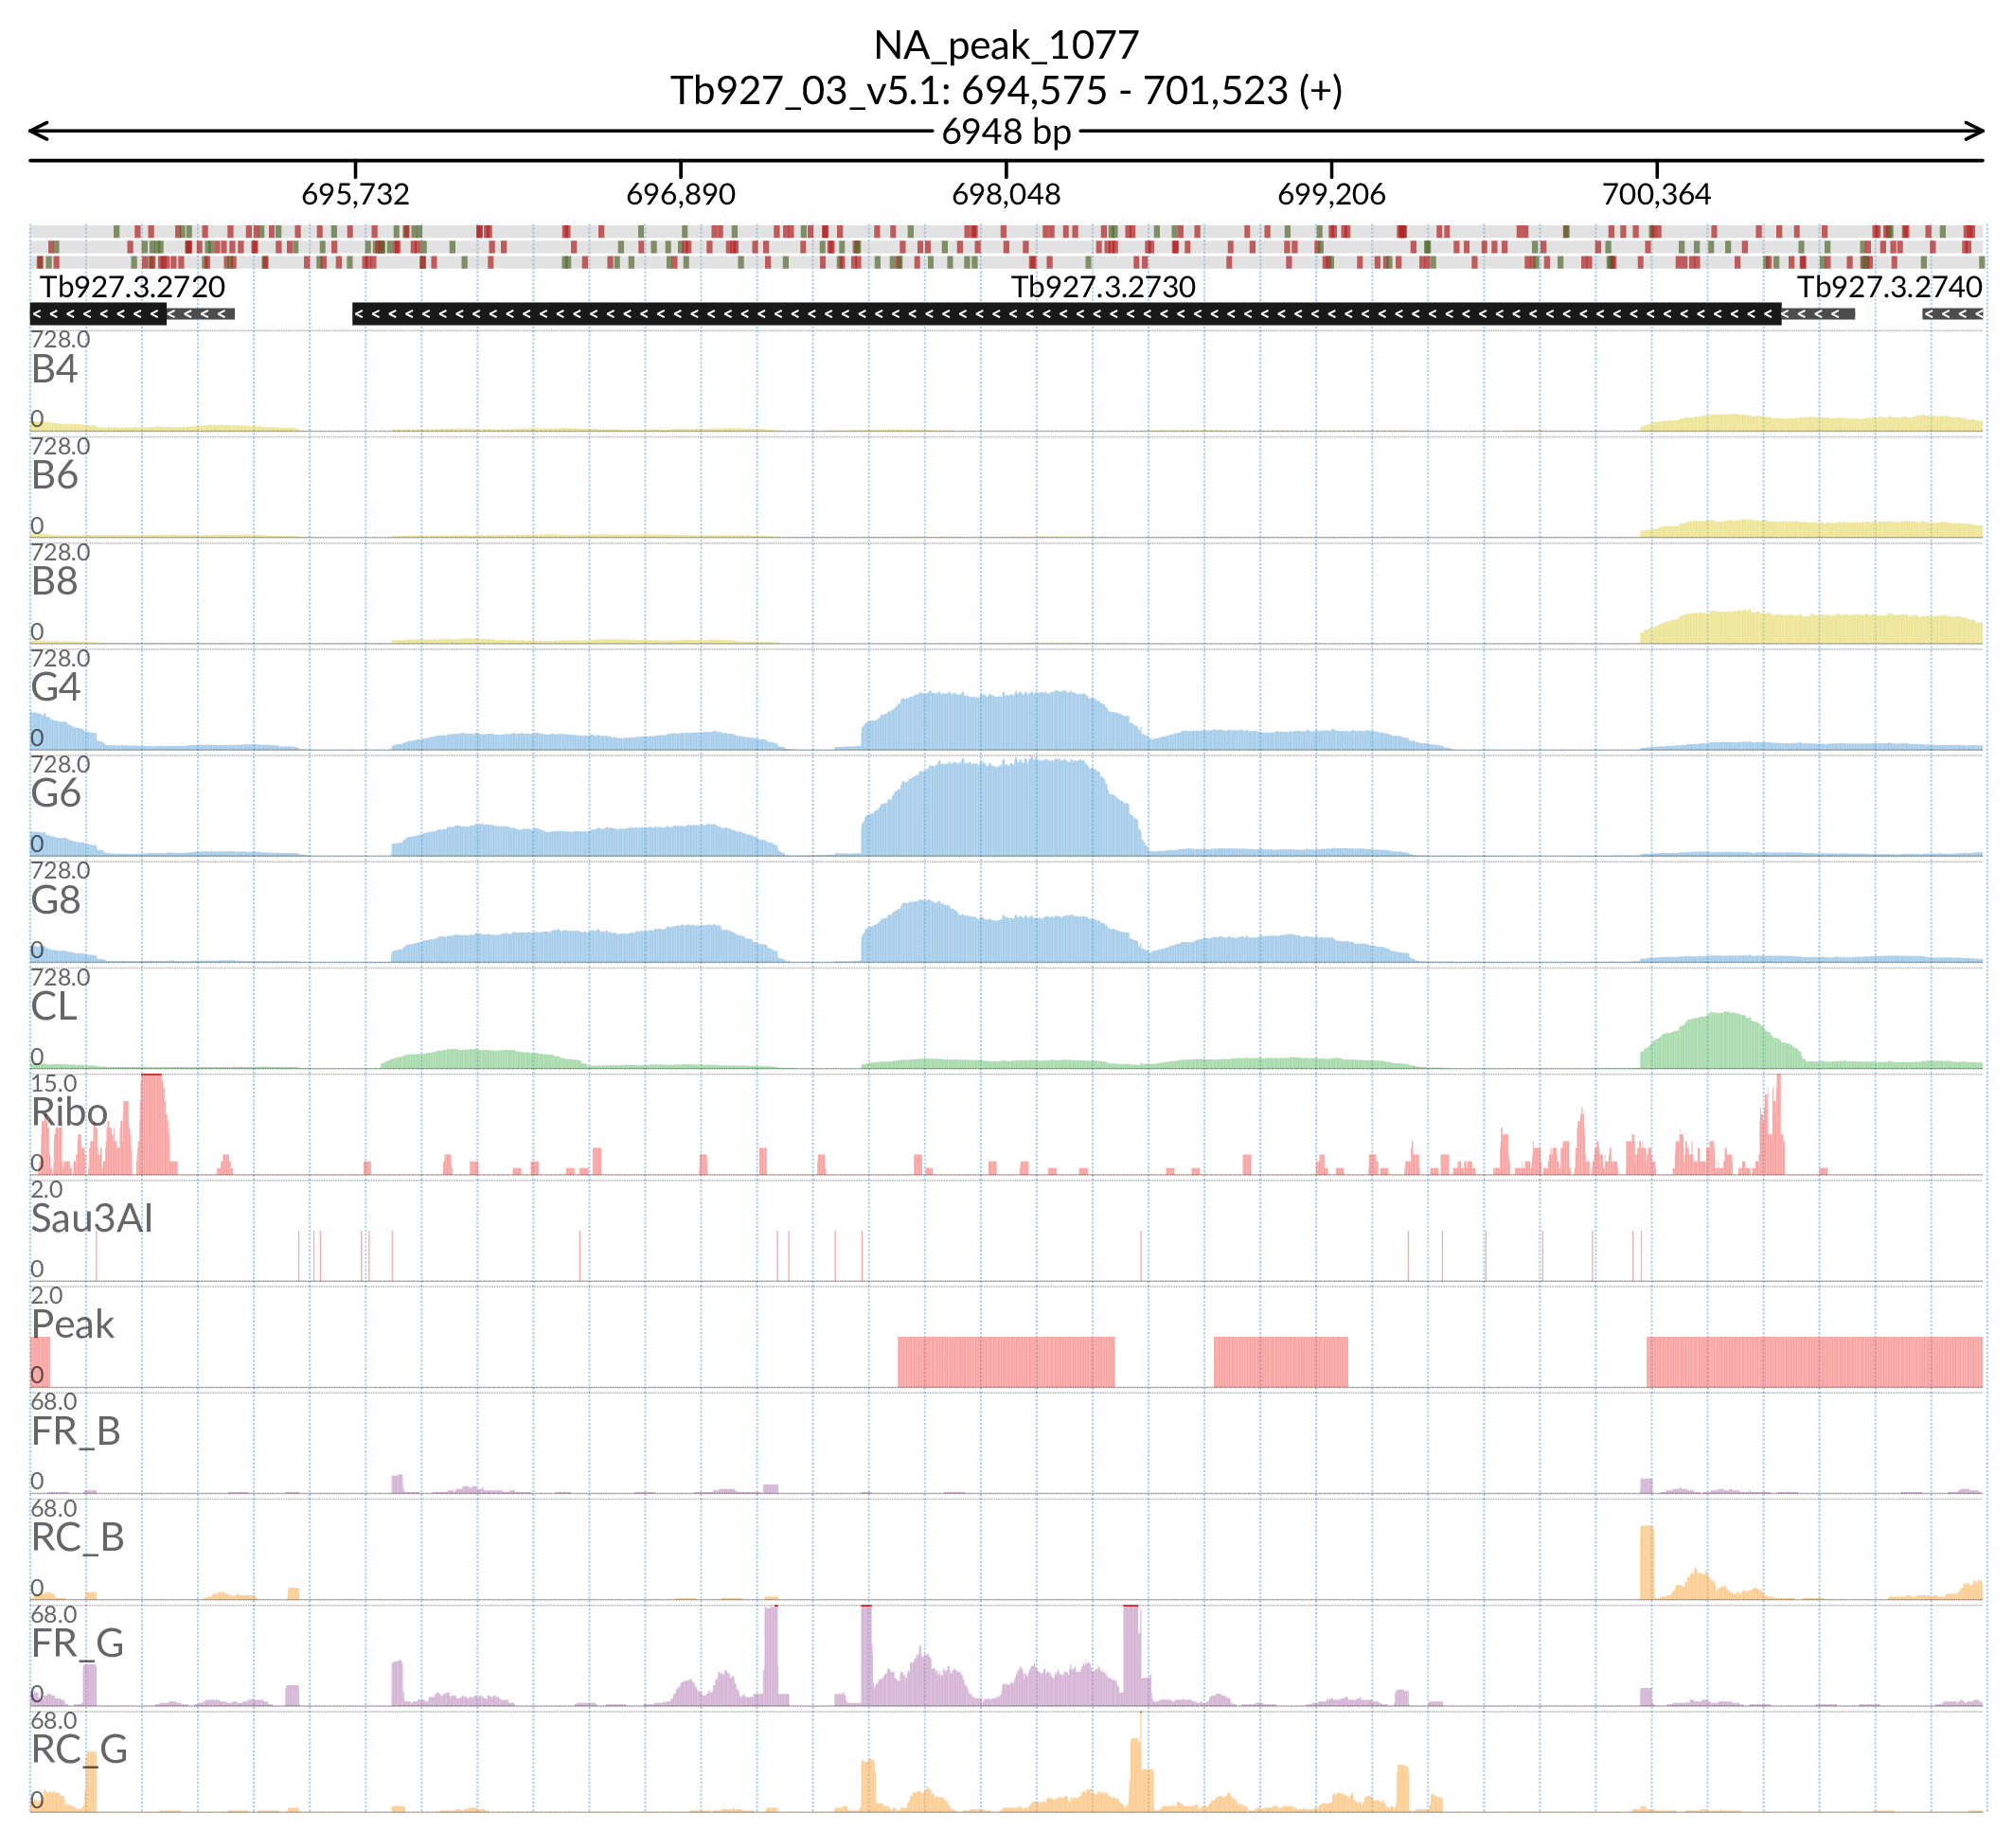 NA_peak_1077
Tb927_03_v5.1: 694,575 - 701,523 (+)
6948 bp
695,732 696,890 698,048 699,206 700,364
Tb927.3.2720 Tb927.3.2730 Tb927.3.2740
728.0
B4
0
728.0
B6
0
728.0
B8
0
728.0
G4
0
728.0
G6
0
728.0
G8
0
728.0
CL
0
15.0
Ribo
0
2.0
Sau3AI
0
2.0
Peak
0
68.0
FR_B
0
68.0
RC_B
0
68.0
FR_G
0
68.0
RC_G
0